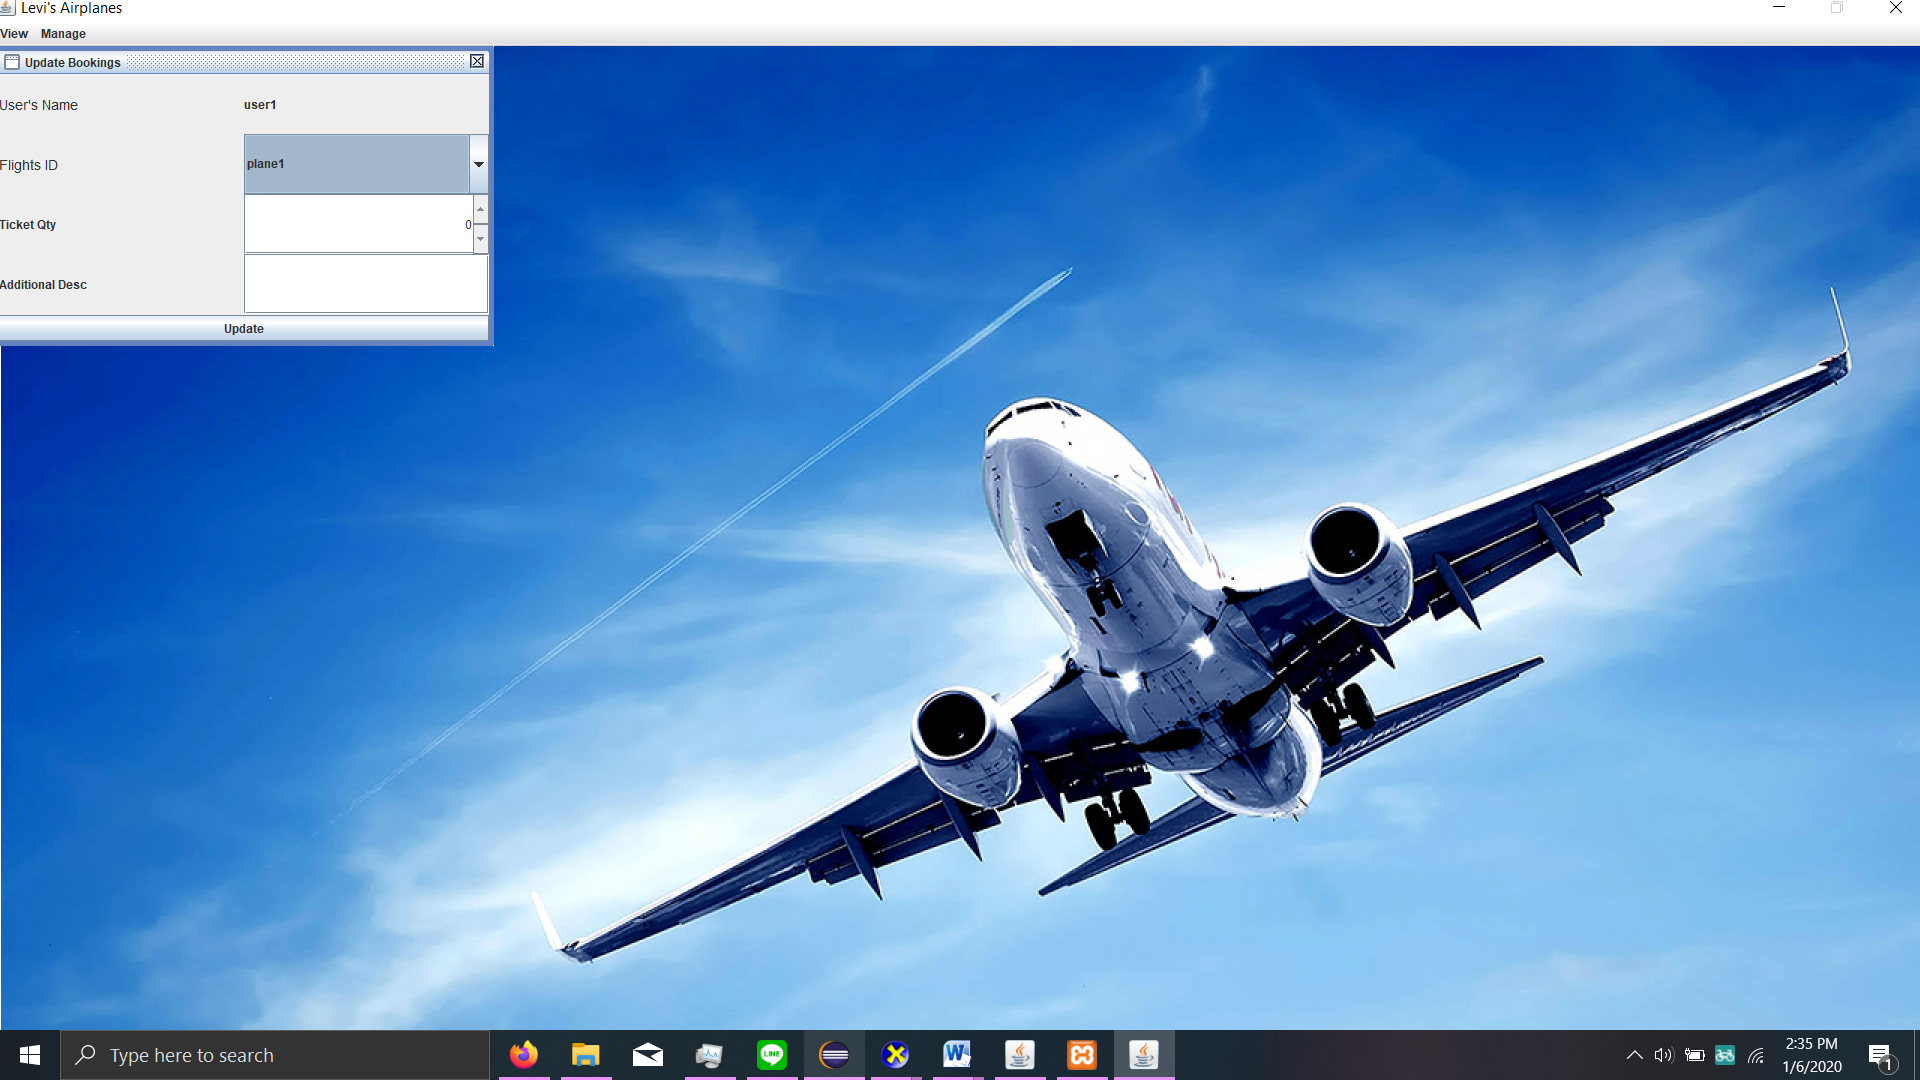 Levi's Airplanes
View Manage
Update Bookings
User's Name user1
Flights ID plane1
Ticket Qty 0
Additional Desc
Update
Type here to search
LINE
W
2:35 PM
1/6/2020
1